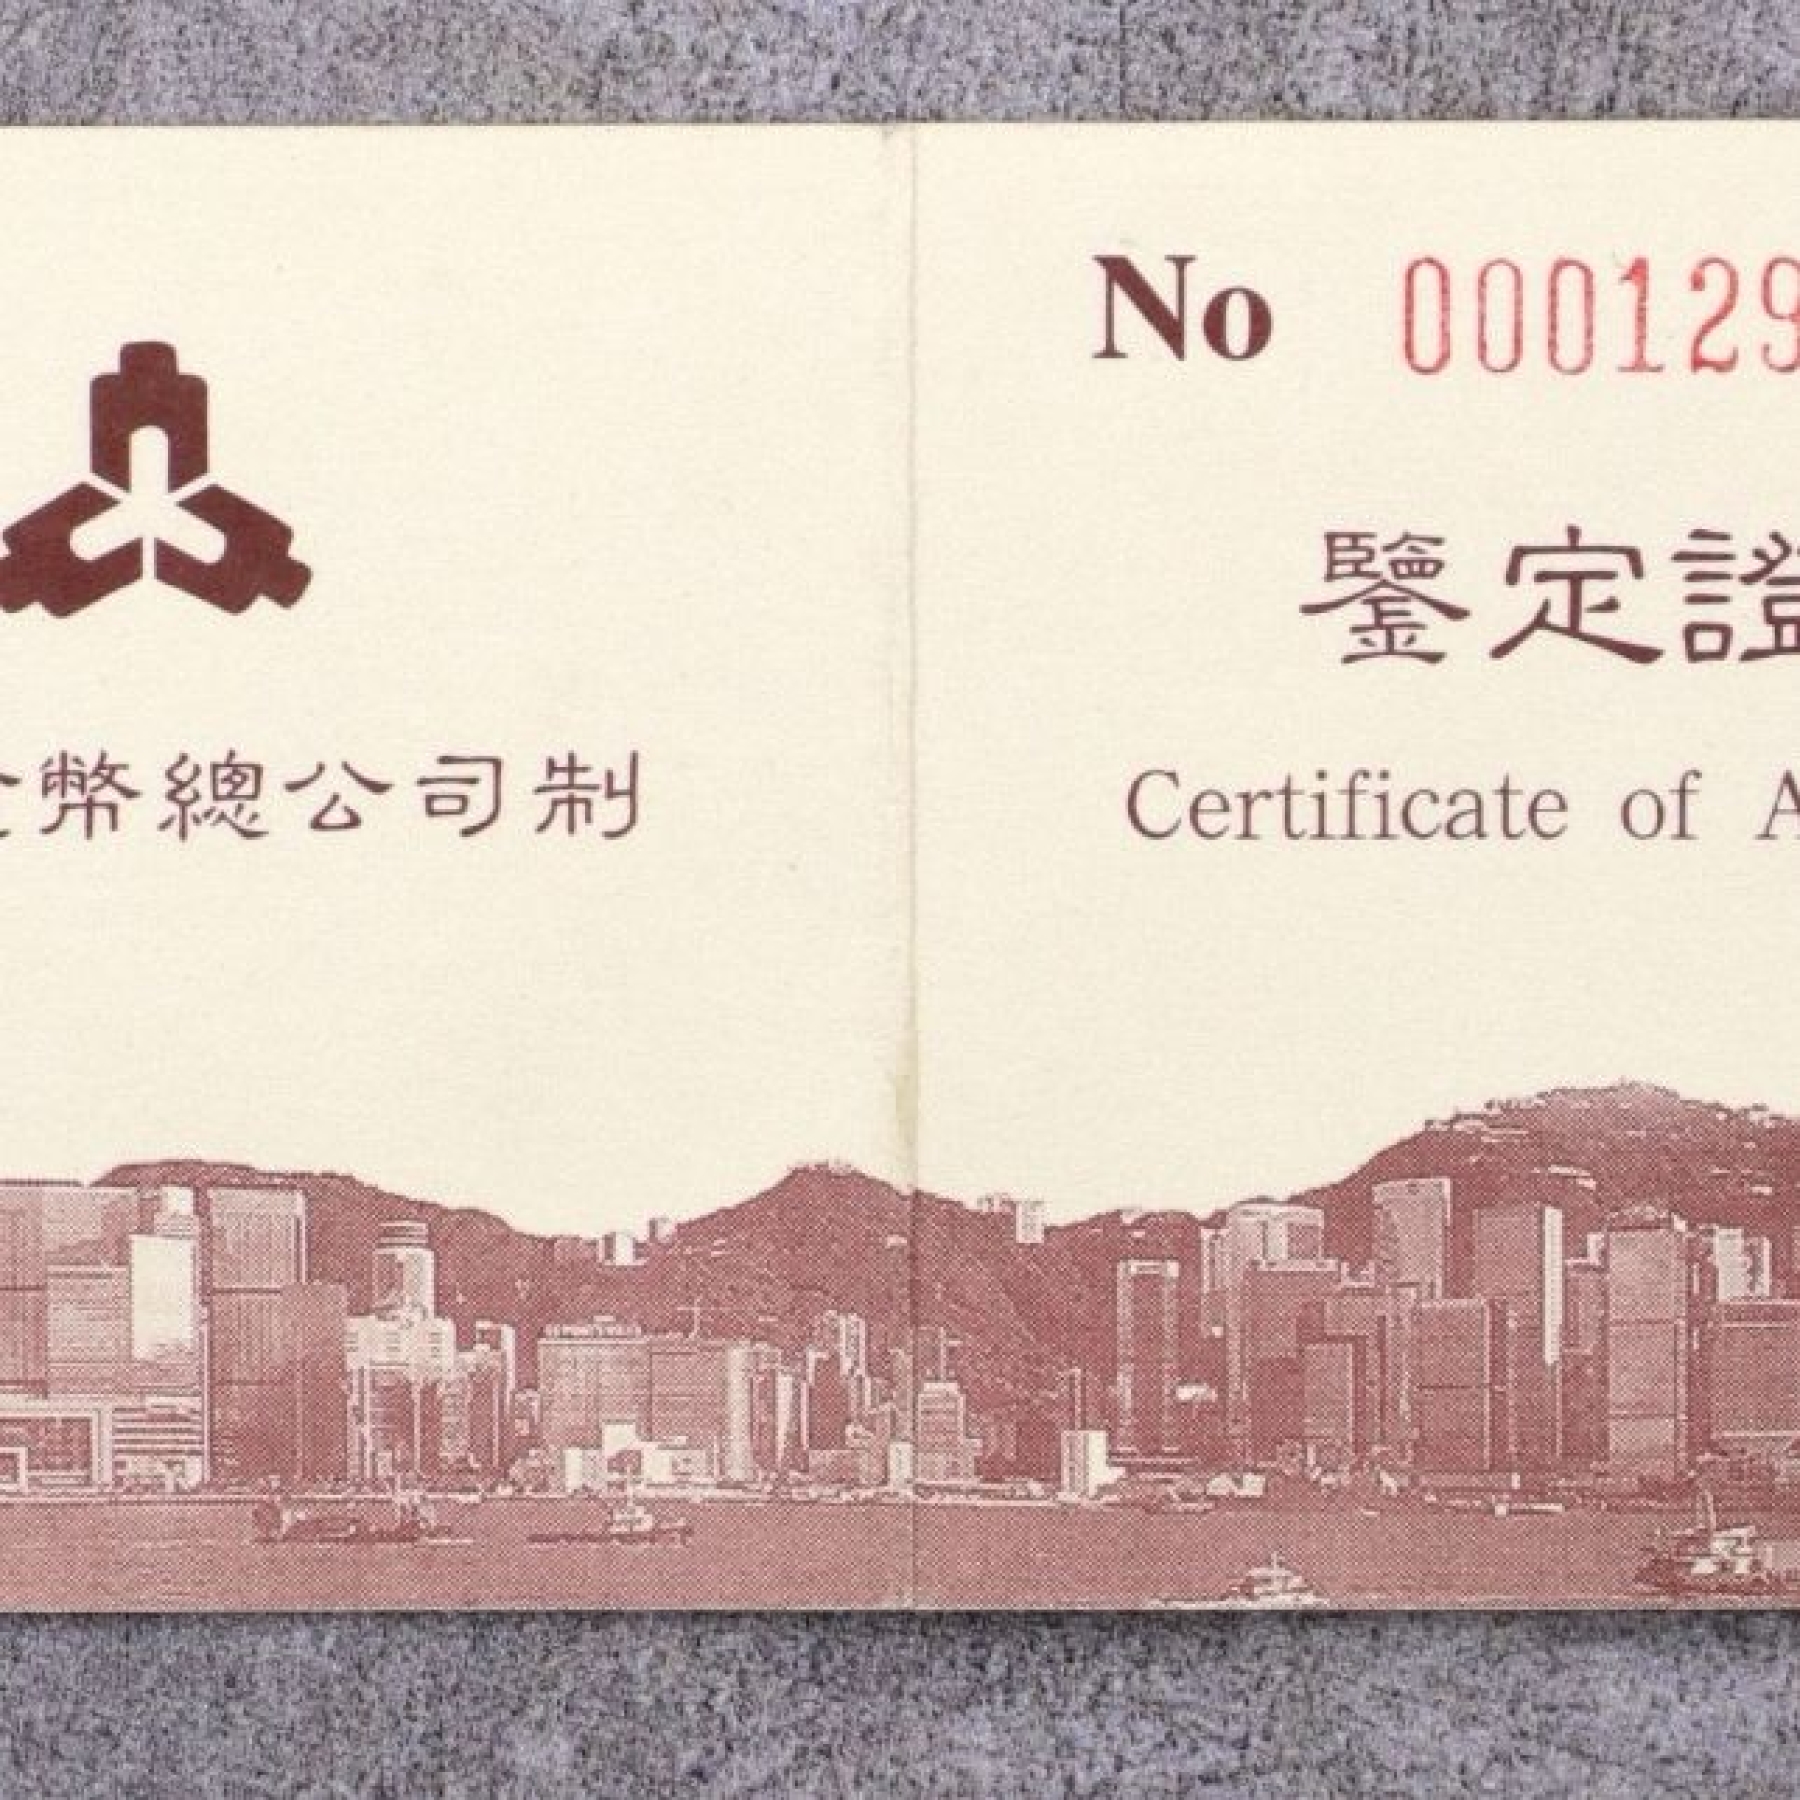 幣總公司制
No 000129
鑒定證
Certificate of A